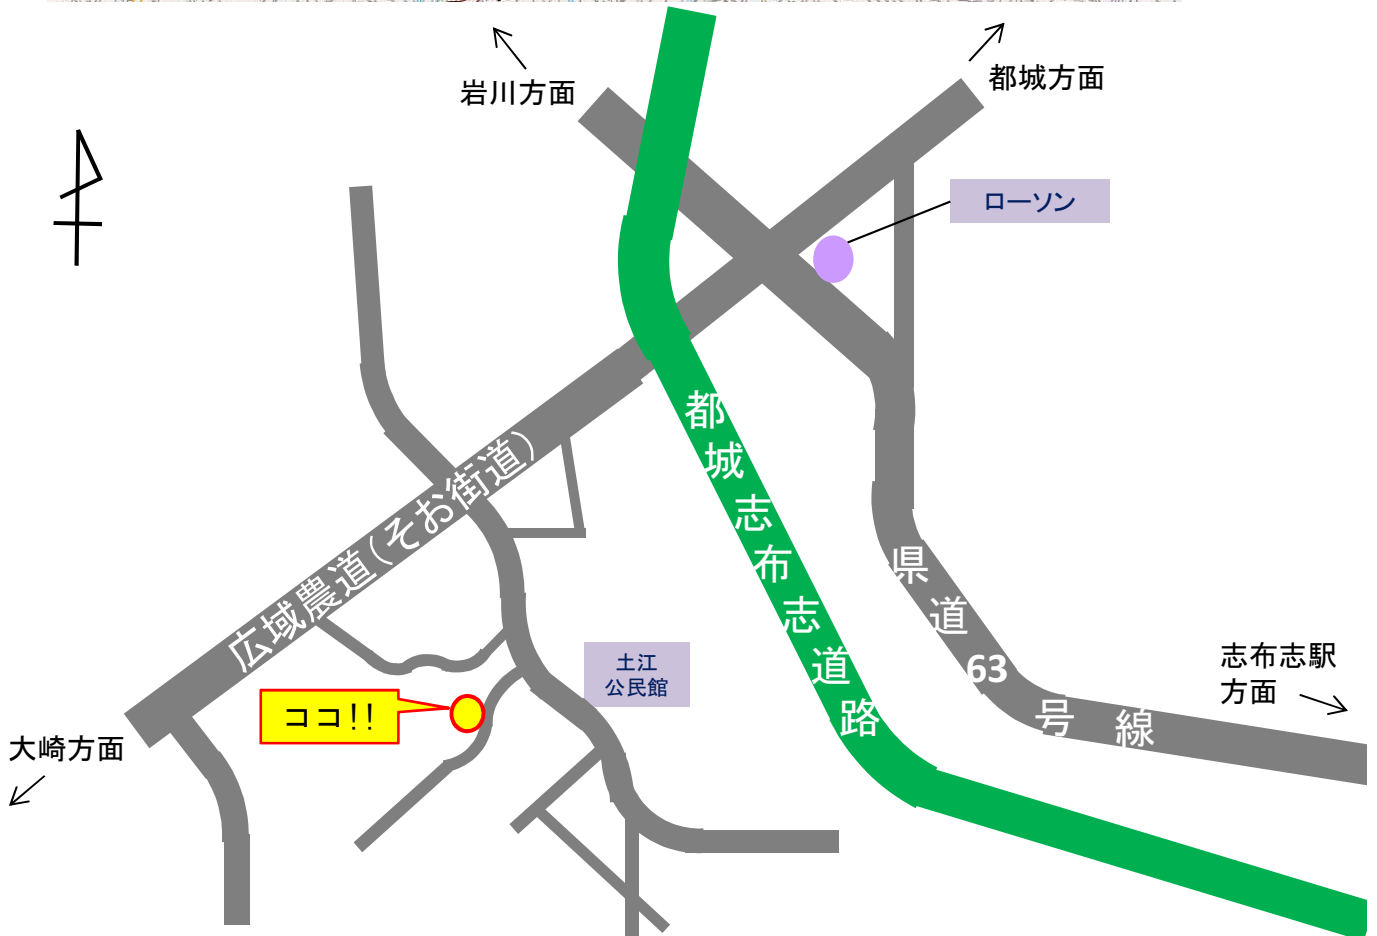 岩川方面
都城方面
ローソン
都城志布志道路
広域農道（そお街道）
県道63号線
土江
公民館
志布志駅
方面
ココ！！
大崎方面